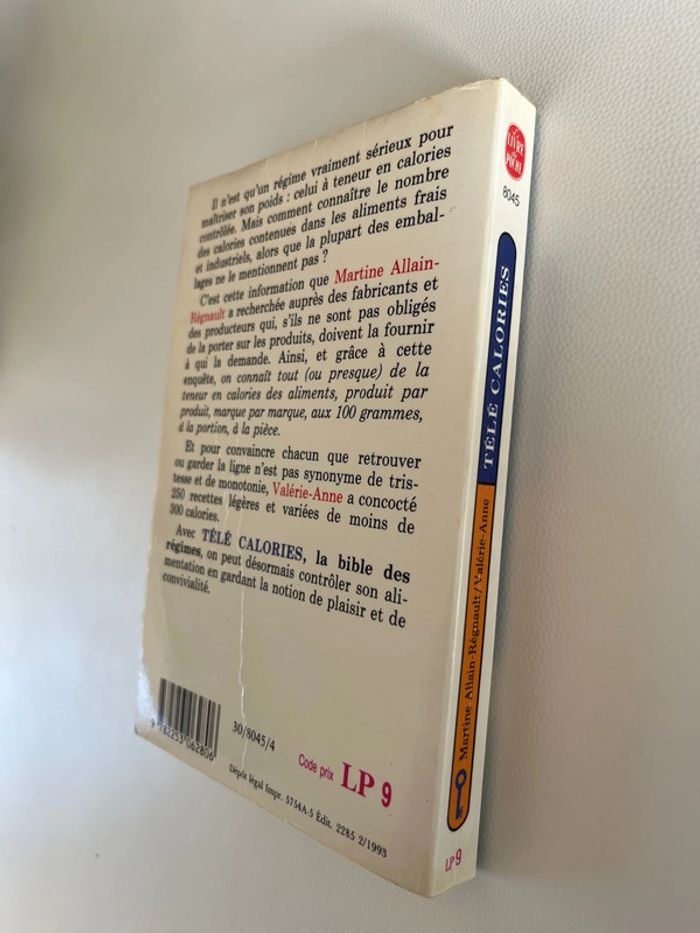 Il n'est qu'un régime vraiment sérieux pour
maîtriser son poids : celui à teneur en calories
contrôlée. Mais comment connaître le nombre
des calories contenues dans les aliments frais
et industriels, alors que la plupart des embal-
lages ne le mentionnent pas ?
C'est cette information que Martine Allain-
Régnault a recherchée auprès des fabricants et
des producteurs qui, s'ils ne sont pas obligés
de la porter sur les produits, doivent la fournir
à qui la demande. Ainsi, et grâce à cette
enquête, on connaît tout (ou presque) de la
teneur en calories des aliments, produit par
produit, marque par marque, aux 100 grammes,
à la portion, à la pièce.
Et pour convaincre chacun que retrouver
ou garder la ligne n'est pas synonyme de tris-
tesse et de monotonie, Valérie-Anne a concocté
250 recettes légères et variées de moins de
300 calories.
Avec TÉLÉ CALORIES, la bible des
régimes, on peut désormais contrôler son ali-
mentation en gardant la notion de plaisir et de
convivialité.
9 782253 062806
30/8045/4
Code prix LP 9
Dépôt légal Impr. 5754A-5 Édit. 2285 2/1993
LE LIVRE DE POCHE
8045
TÉLÉ CALORIES
Martine Allain-Régnault/Valérie-Anne
LP 9